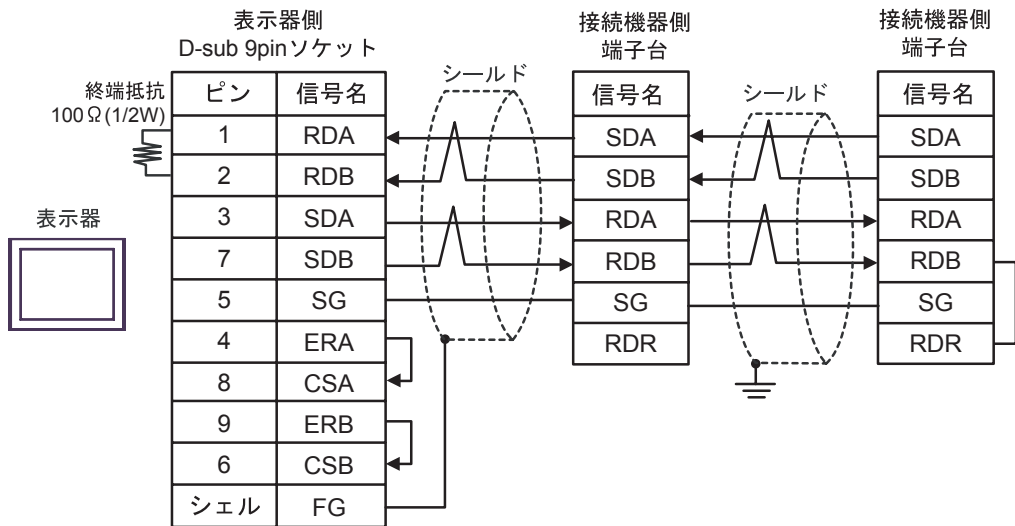 表示器側
D-sub 9pinソケット
接続機器側
端子台
接続機器側
端子台
終端抵抗
100Ω(1/2W)
シールド
シールド
表示器
ピン 信号名
1 RDA
2 RDB
3 SDA
7 SDB
5 SG
4 ERA
8 CSA
9 ERB
6 CSB
シェル FG
信号名
SDA
SDB
RDA
RDB
SG
RDR
信号名
SDA
SDB
RDA
RDB
SG
RDR